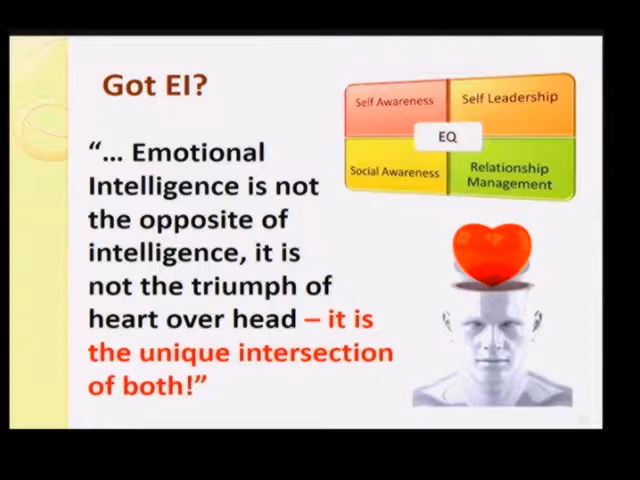 Got EI?
Self Awareness
Self Leadership
EQ
Social Awareness
Relationship
Management
“... Emotional
Intelligence is not
the opposite of
intelligence, it is
not the triumph of
heart over head – it is
the unique intersection
of both!”